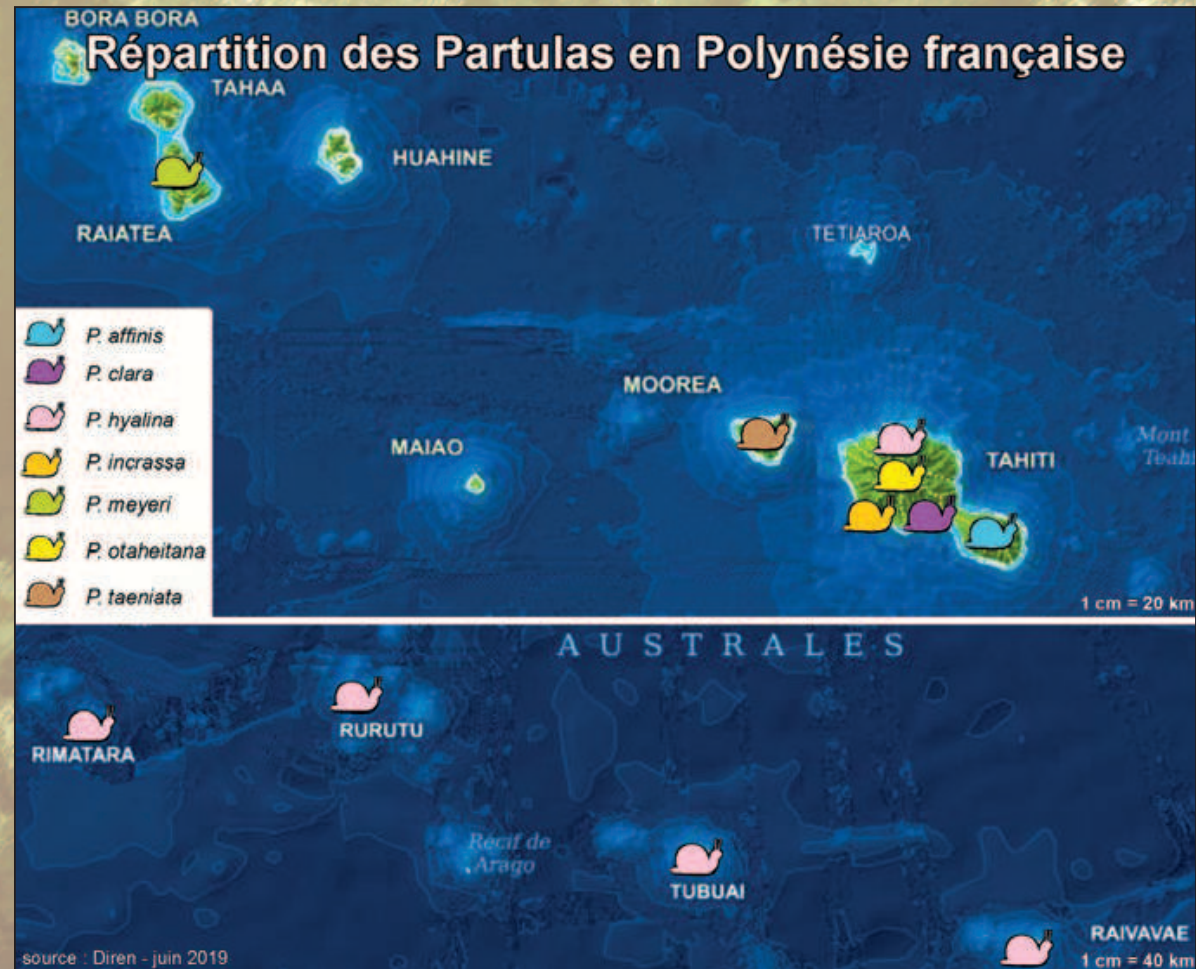 BORA BORA
Répartition des Partulas en Polynésie française
TAHAA
HUAHINE
RAIATEA
TETIAROA
P. affinis
P. clara
P. hyalina
P. incrassa
P. meyeri
P. otaheitana
P. taeniata
MOOREA
MAIAO
TAHITI
Mont
1 cm = 20 km
AUSTRALES
RIMATARA
RURUTU
Récif de
Arago
TUBUAI
RAIVAVAE
1 cm = 40 km
source : Diren - juin 2019